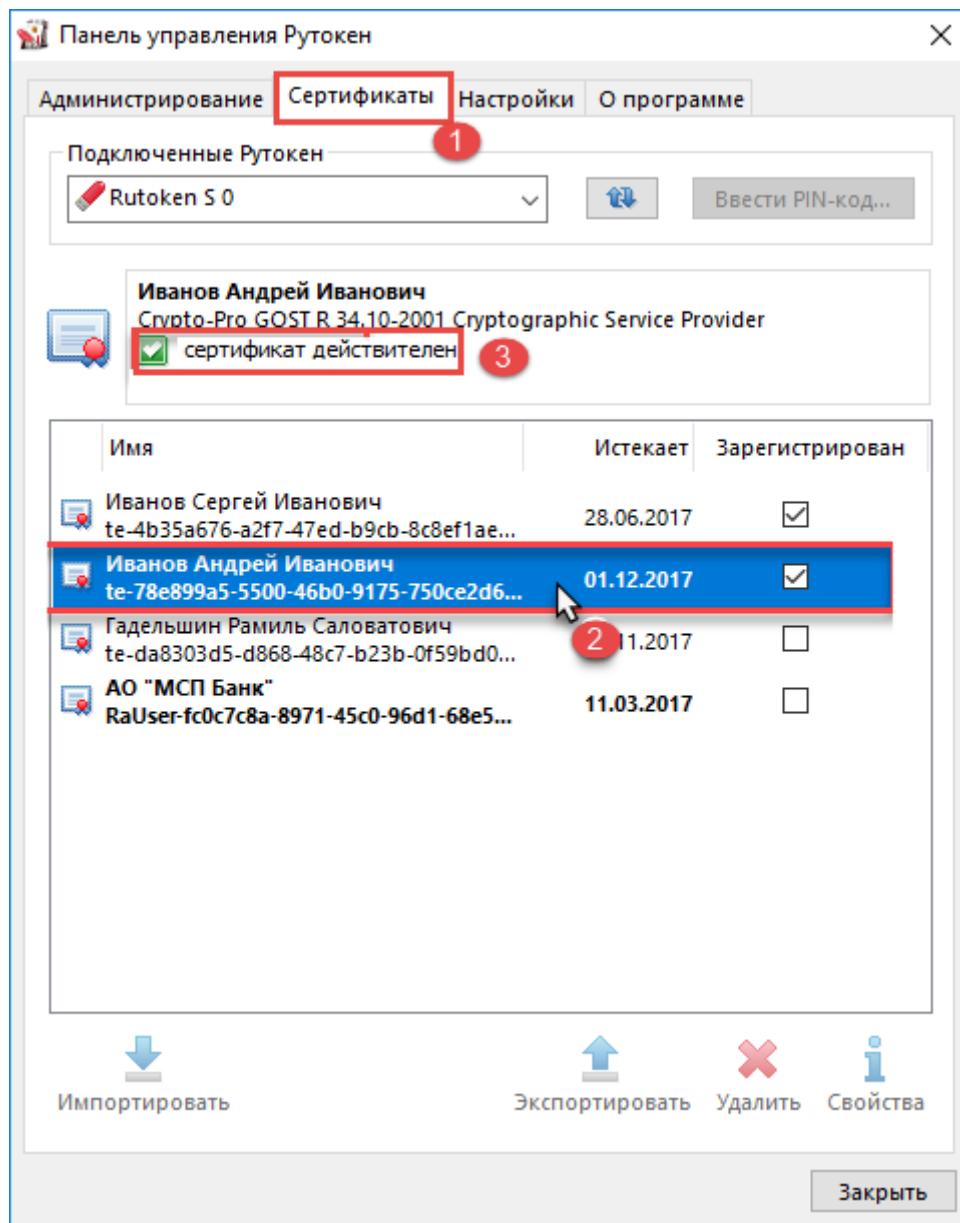 Панель управления Рутокен
Администрирование Сертификаты Настройки О программе
1
Подключенные Рутокен
Rutoken S 0 Ввести PIN-код...
Иванов Андрей Иванович
Crypto-Pro GOST R 34.10-2001 Cryptographic Service Provider
сертификат действителен 3
Имя Истекает Зарегистрирован
Иванов Сергей Иванович
te-4b35a676-a2f7-47ed-b9cb-8c8ef1ae... 28.06.2017
Иванов Андрей Иванович
te-78e899a5-5500-46b0-9175-750ce2d6... 01.12.2017
Гадельшин Рамиль Саловатович
te-da8303d5-d868-48c7-b23b-0f59bd0... 2 11.2017
АО "МСП Банк"
RaUser-fc0c7c8a-8971-45c0-96d1-68e5... 11.03.2017
Импортировать Экспортировать Удалить Свойства
Закрыть